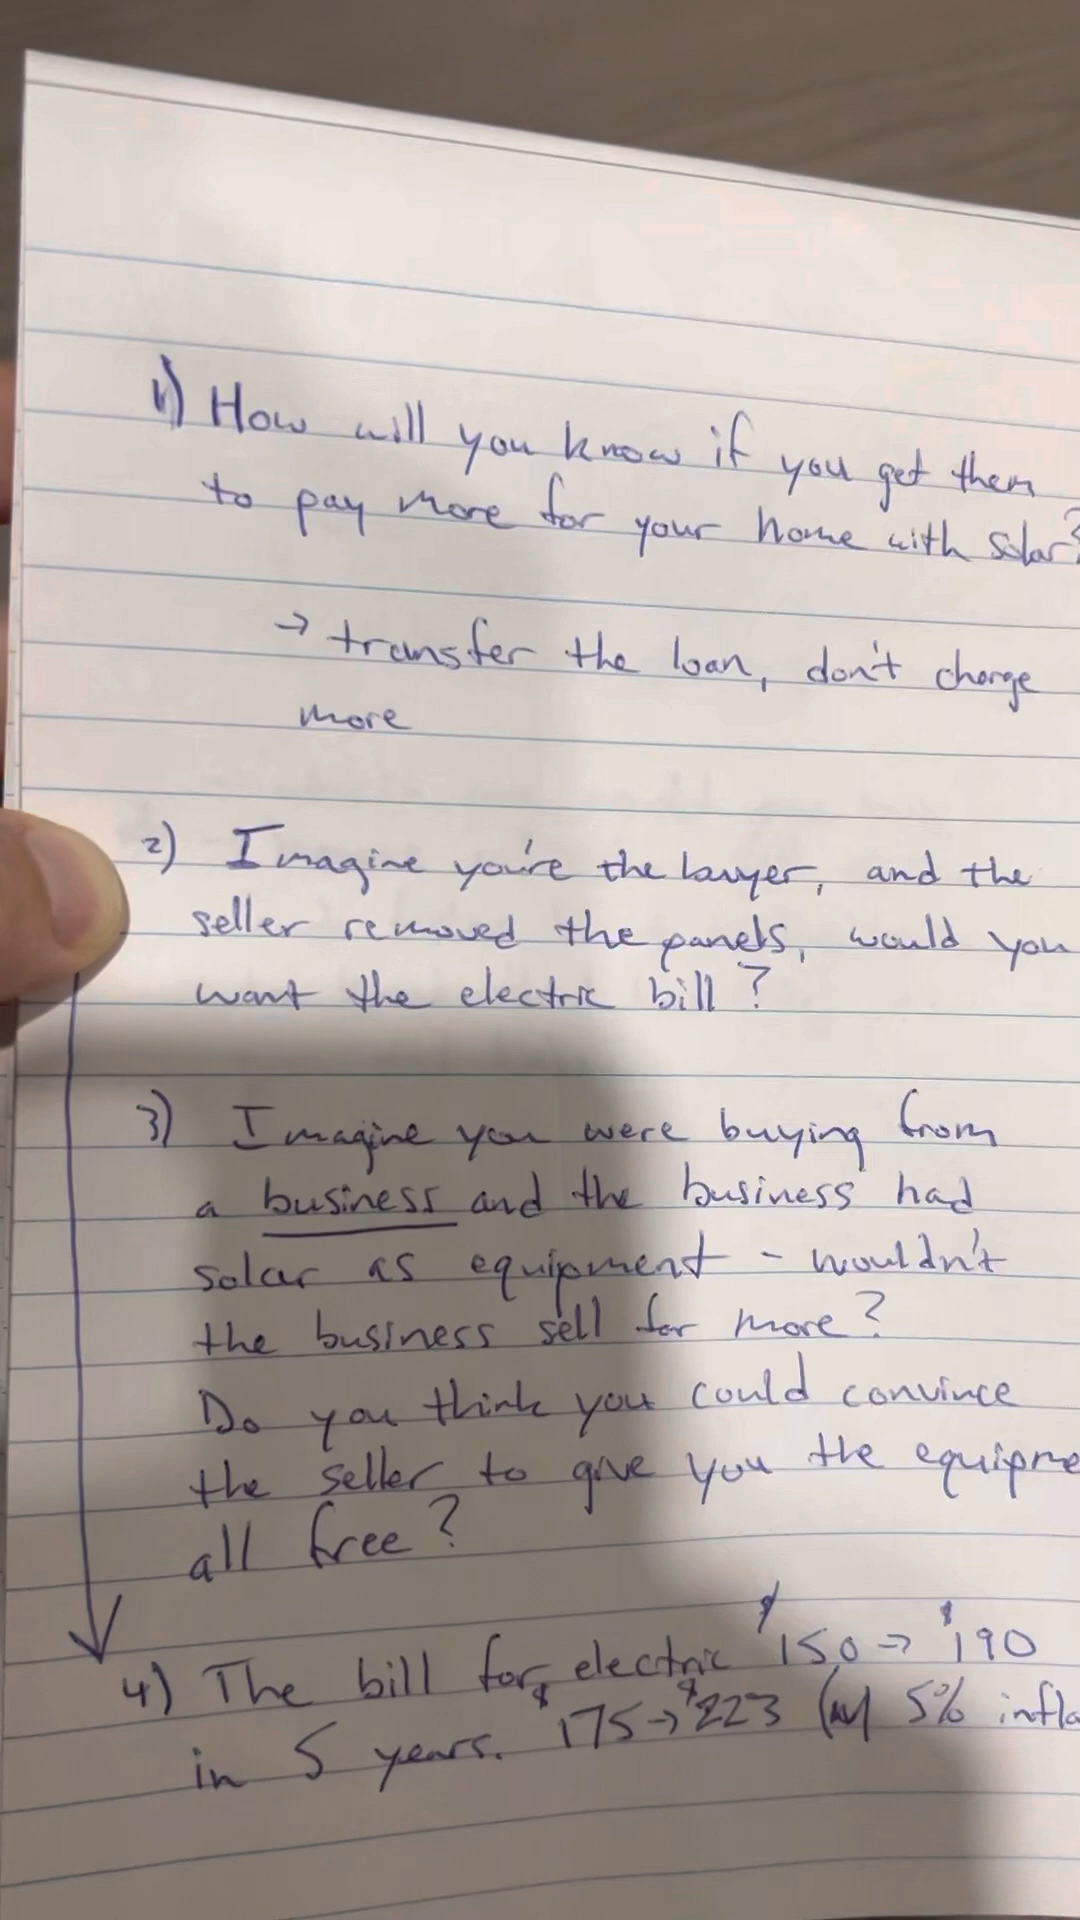 1) How will you know if you get them
to pay more for your home with solar?
→ transfer the loan, don't charge
more
2) Imagine you're the buyer, and the
seller removed the panels, would you
want the electric bill?
3) Imagine you were buying from
a business and the business had
solar as equipment - wouldn't
the business sell for more?
Do you think you could convince
the seller to give you the equipme
all free?
4) The bill for electric $150 → $190
in 5 years. $175 → $223 (w/ 5% infla